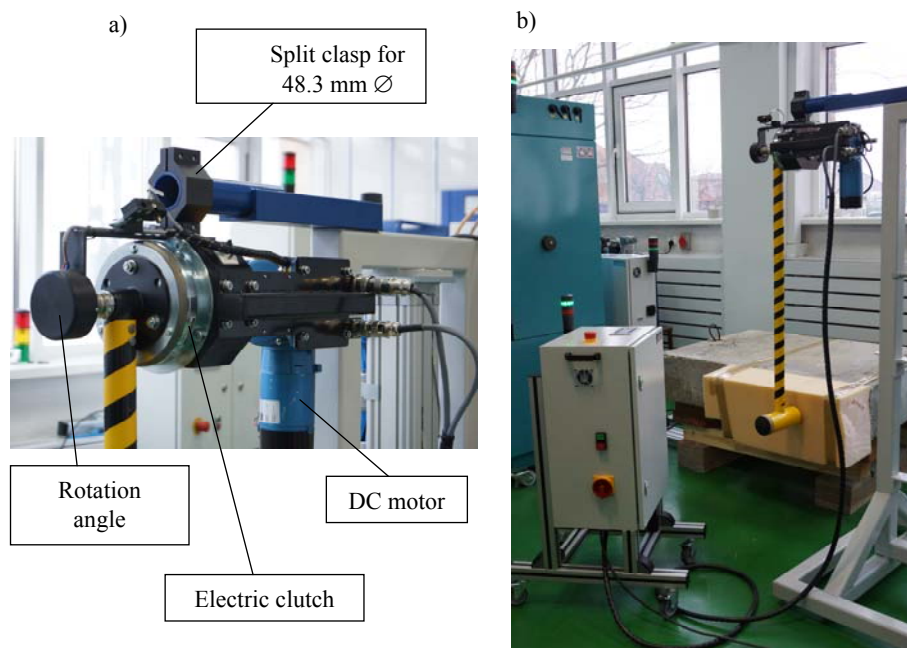 a)
b)
Split clasp for
48.3 mm Ø
Rotation
angle
DC motor
Electric clutch